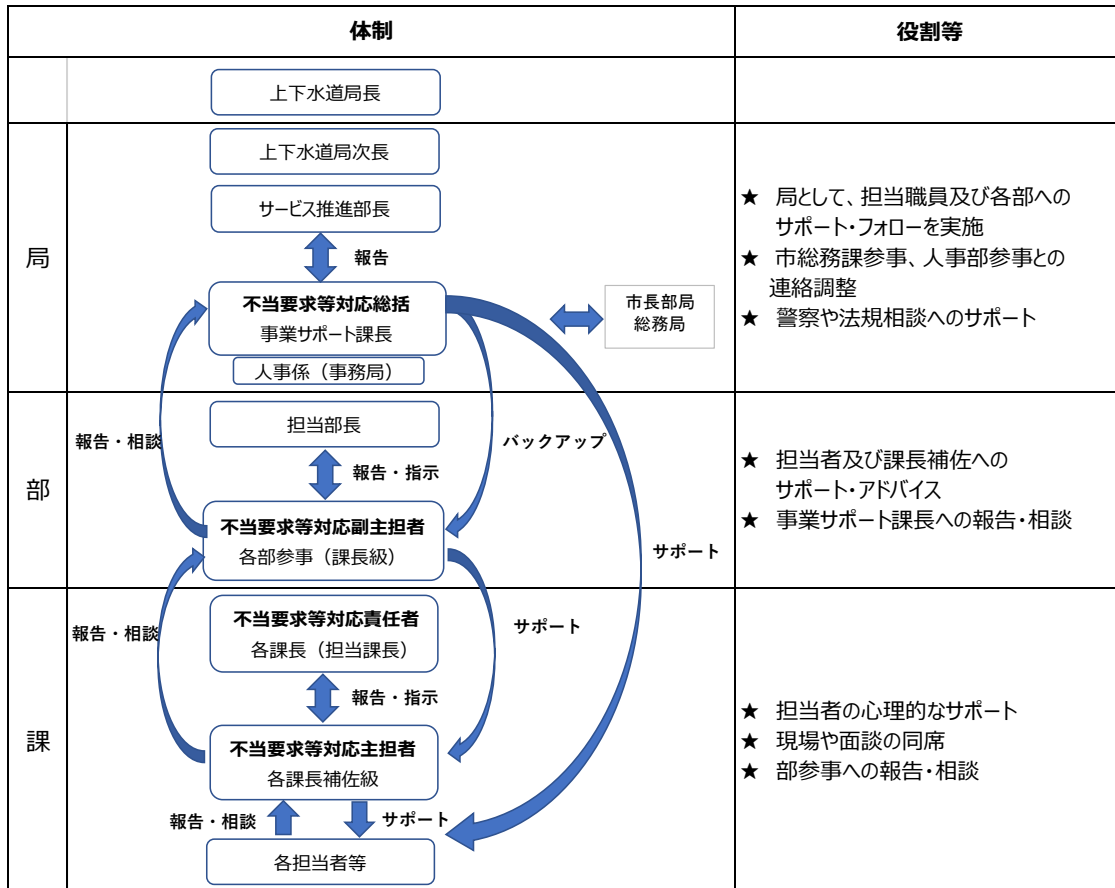 体制
役割等
上下水道局長
局
上下水道局次長
サービス推進部長
報告
不当要求等対応総括
事業サポート課長
人事係（事務局）
市長部局
総務局
★ 局として、担当職員及び各部への
サポート・フォローを実施
★ 市総務課参事、人事部参事との
連絡調整
★ 警察や法規相談へのサポート
部
報告・相談
担当部長
バックアップ
報告・指示
不当要求等対応副主担者
各部参事（課長級）
サポート
★ 担当者及び課長補佐への
サポート・アドバイス
★ 事業サポート課長への報告・相談
課
報告・相談
不当要求等対応責任者
各課長（担当課長）
サポート
報告・指示
不当要求等対応主担者
各課長補佐級
報告・相談
サポート
各担当者等
★ 担当者の心理的なサポート
★ 現場や面談の同席
★ 部参事への報告・相談